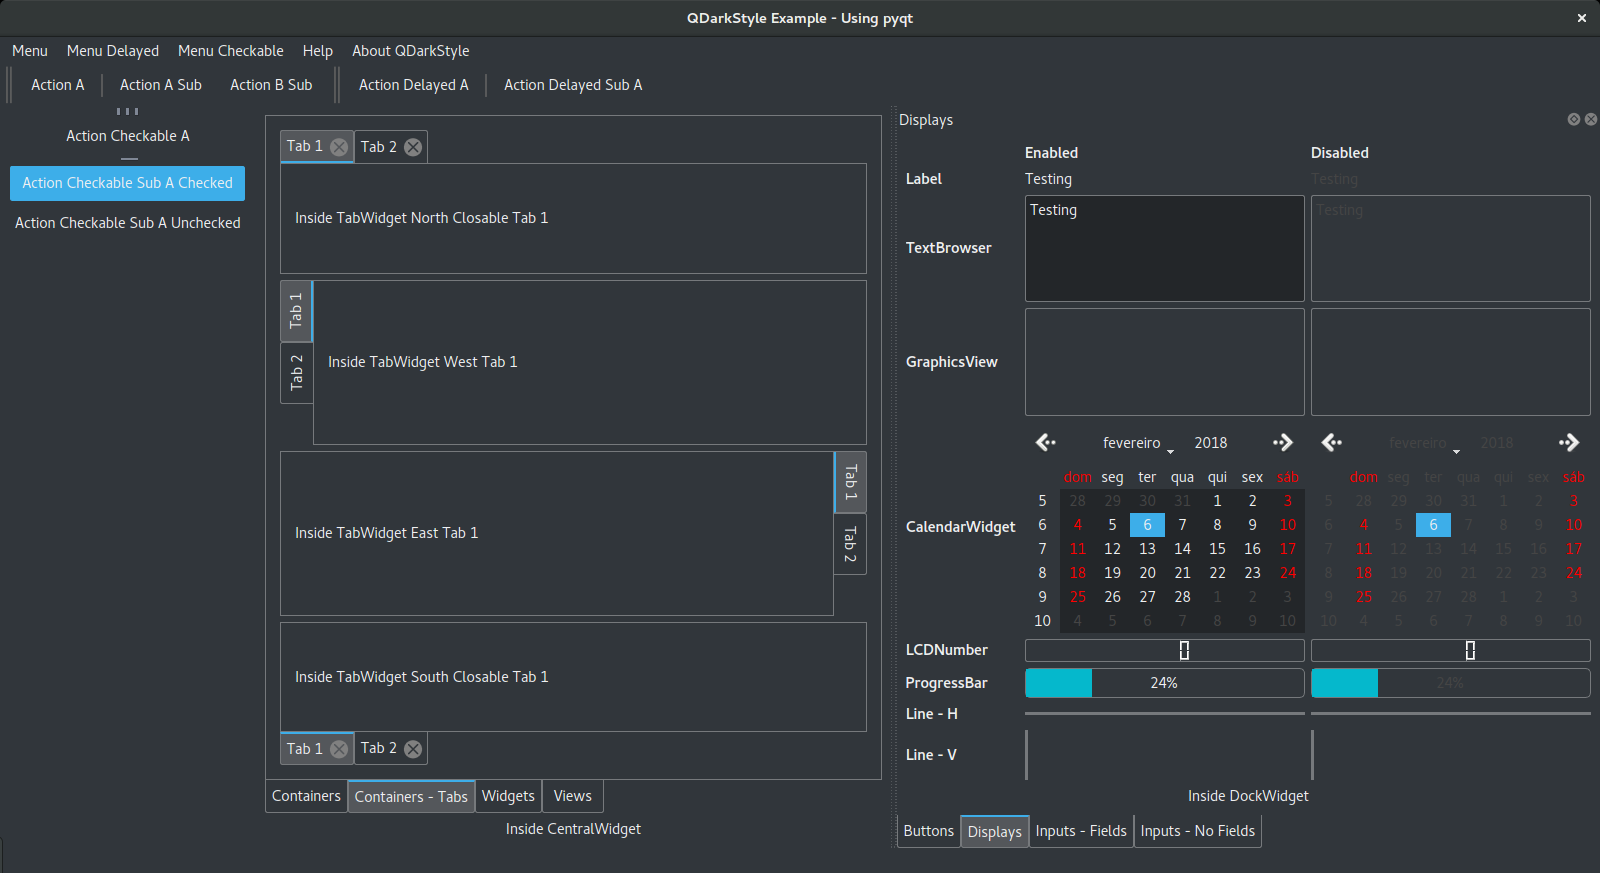 QDarkStyle Example - Using pyqt
Menu Menu Delayed Menu Checkable Help About QDarkStyle
Action A Action A Sub Action B Sub Action Delayed A Action Delayed Sub A
Action Checkable A
Action Checkable Sub A Checked
Action Checkable Sub A Unchecked
Tab 1 Tab 2
Inside TabWidget North Closable Tab 1
Tab 1
Tab 2
Inside TabWidget West Tab 1
Inside TabWidget East Tab 1
Tab 1
Tab 2
Inside TabWidget South Closable Tab 1
Tab 1 Tab 2
Containers Containers - Tabs Widgets Views
Inside CentralWidget
Displays
Enabled Disabled
Label Testing Testing
TextBrowser Testing Testing
GraphicsView
CalendarWidget
fevereiro 2018
dom seg ter qua qui sex sáb
5 28 29 30 31 1 2 3
6 4 5 6 7 8 9 10
7 11 12 13 14 15 16 17
8 18 19 20 21 22 23 24
9 25 26 27 28 1 2 3
10 4 5 6 7 8 9 10
fevereiro 2018
dom seg ter qua qui sex sáb
5 28 29 30 31 1 2 3
6 4 5 6 7 8 9 10
7 11 12 13 14 15 16 17
8 18 19 20 21 22 23 24
9 25 26 27 28 1 2 3
10 4 5 6 7 8 9 10
LCDNumber 0 0
ProgressBar 24% 24%
Line - H
Line - V
Inside DockWidget
Buttons Displays Inputs - Fields Inputs - No Fields